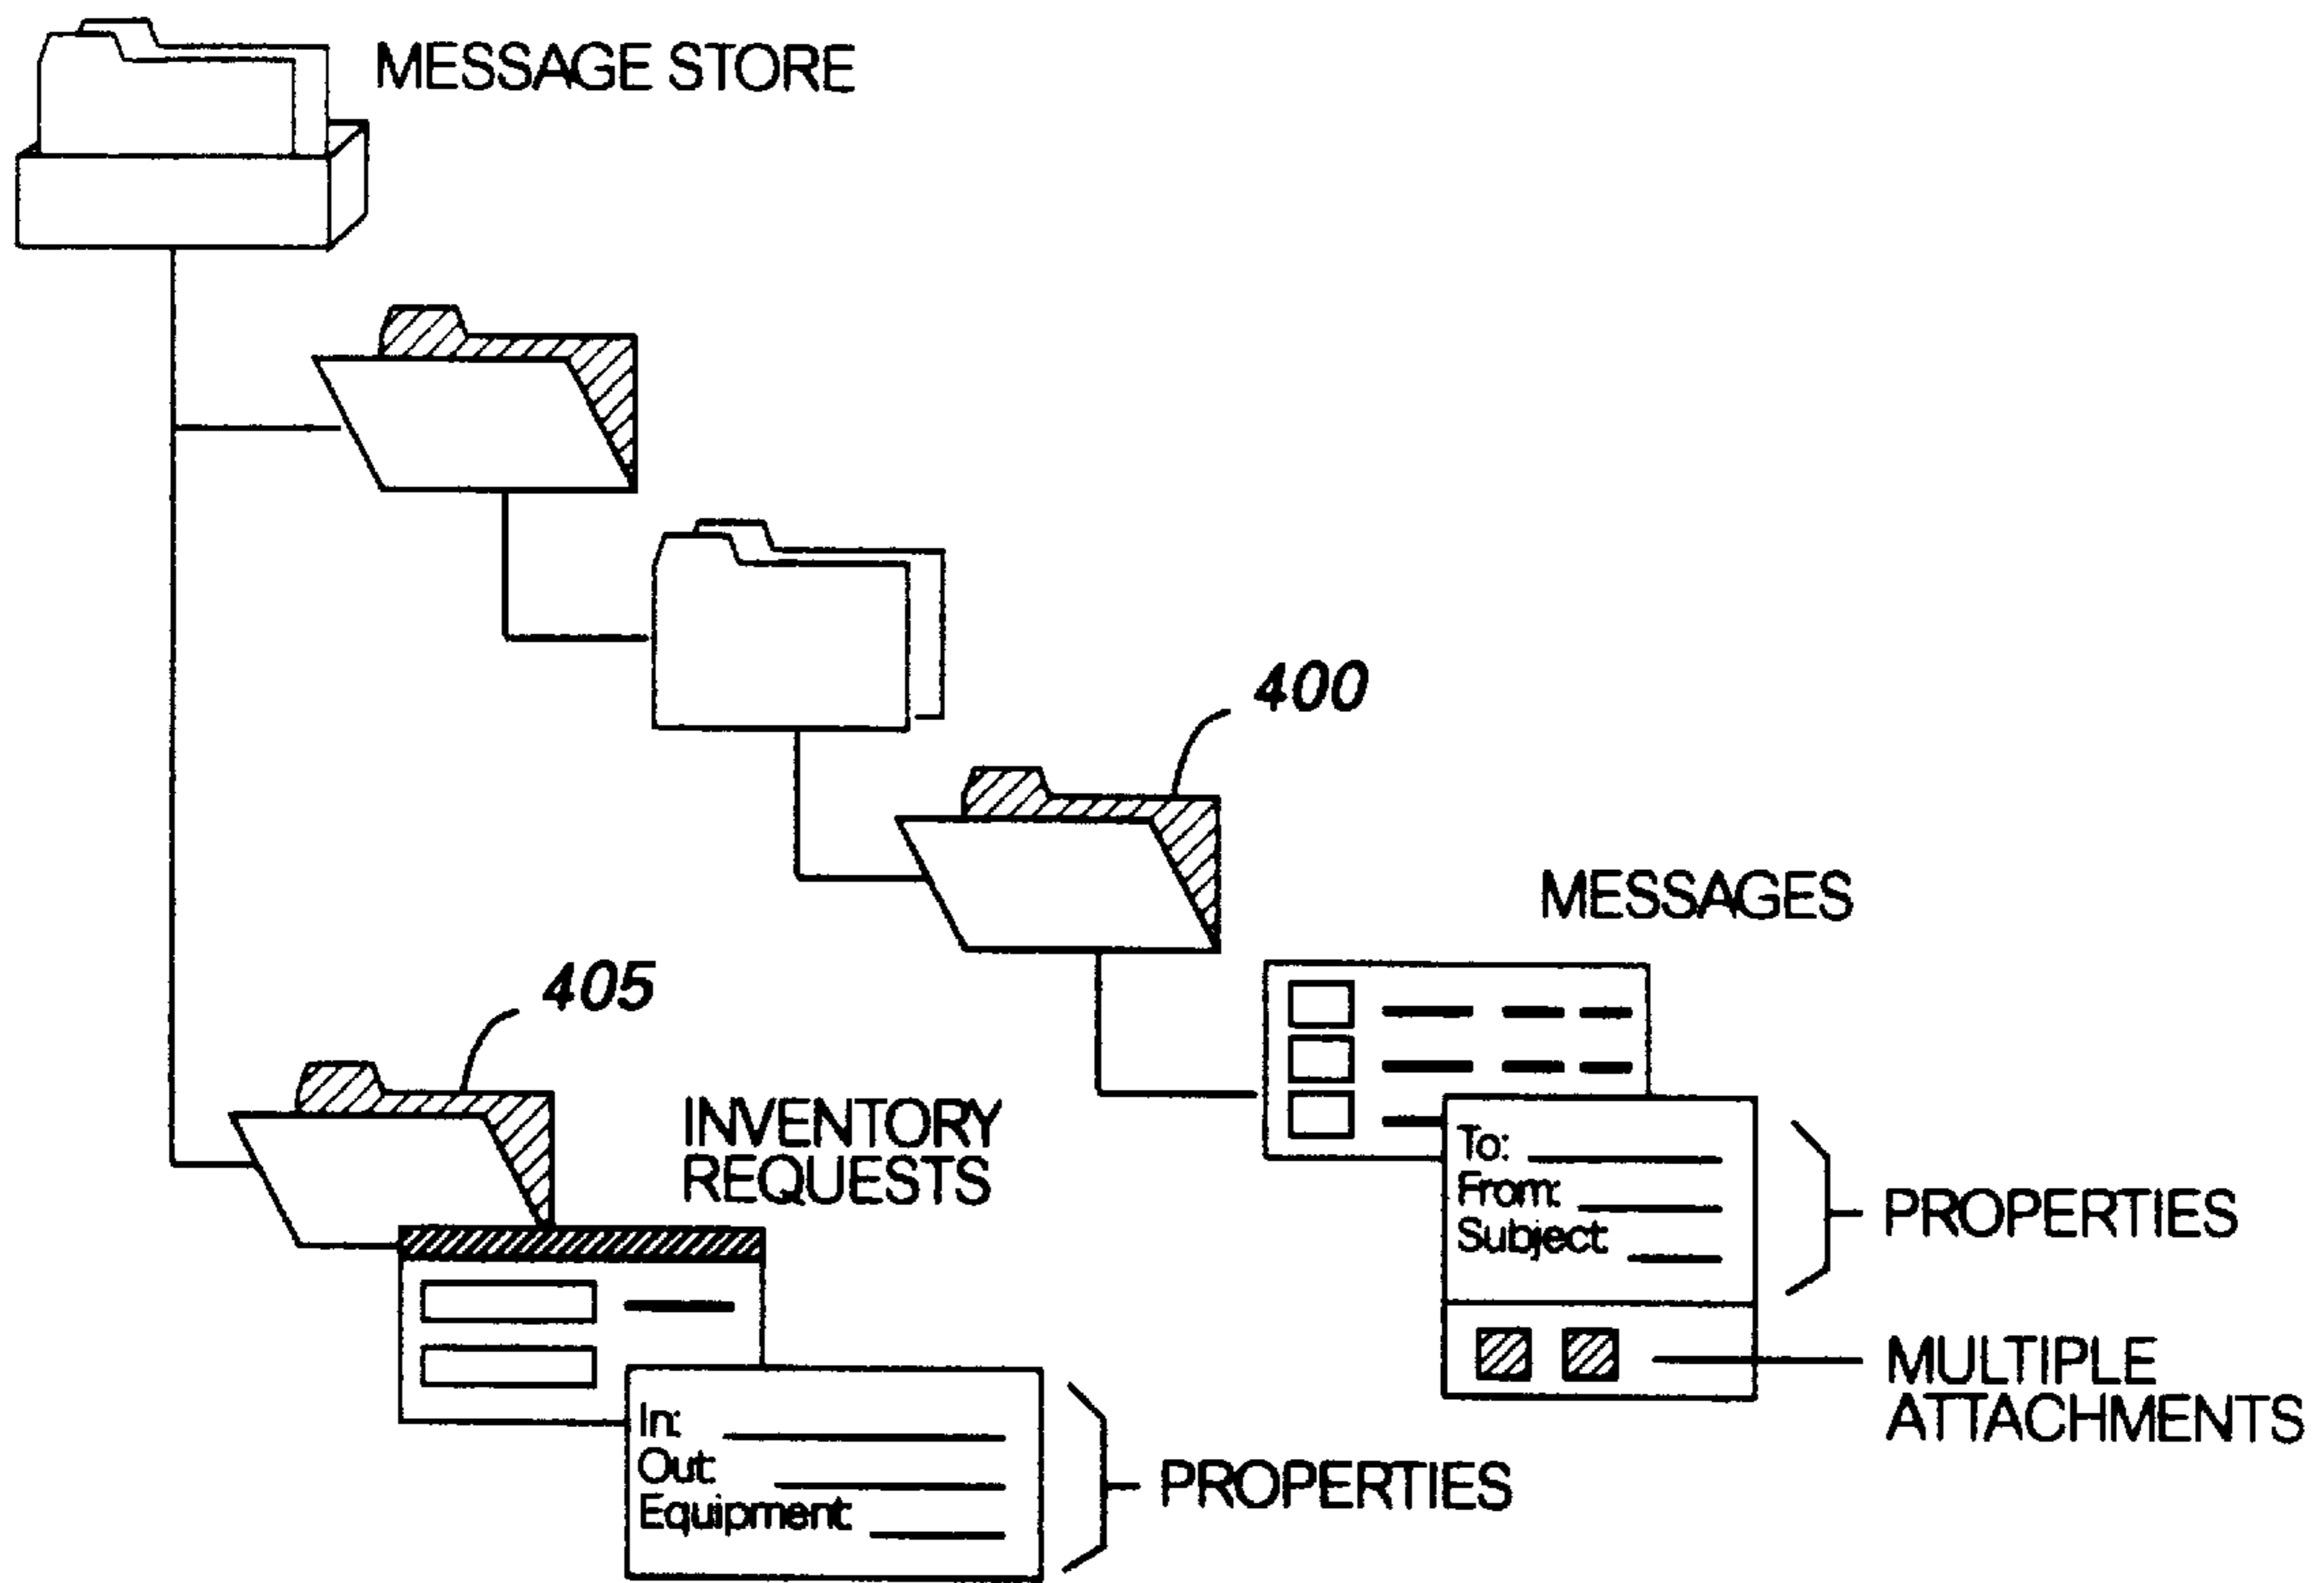 MESSAGE STORE
400
MESSAGES
405
INVENTORY
REQUESTS
To:
From:
Subject:
PROPERTIES
MULTIPLE
ATTACHMENTS
In:
Out:
Equipment:
PROPERTIES